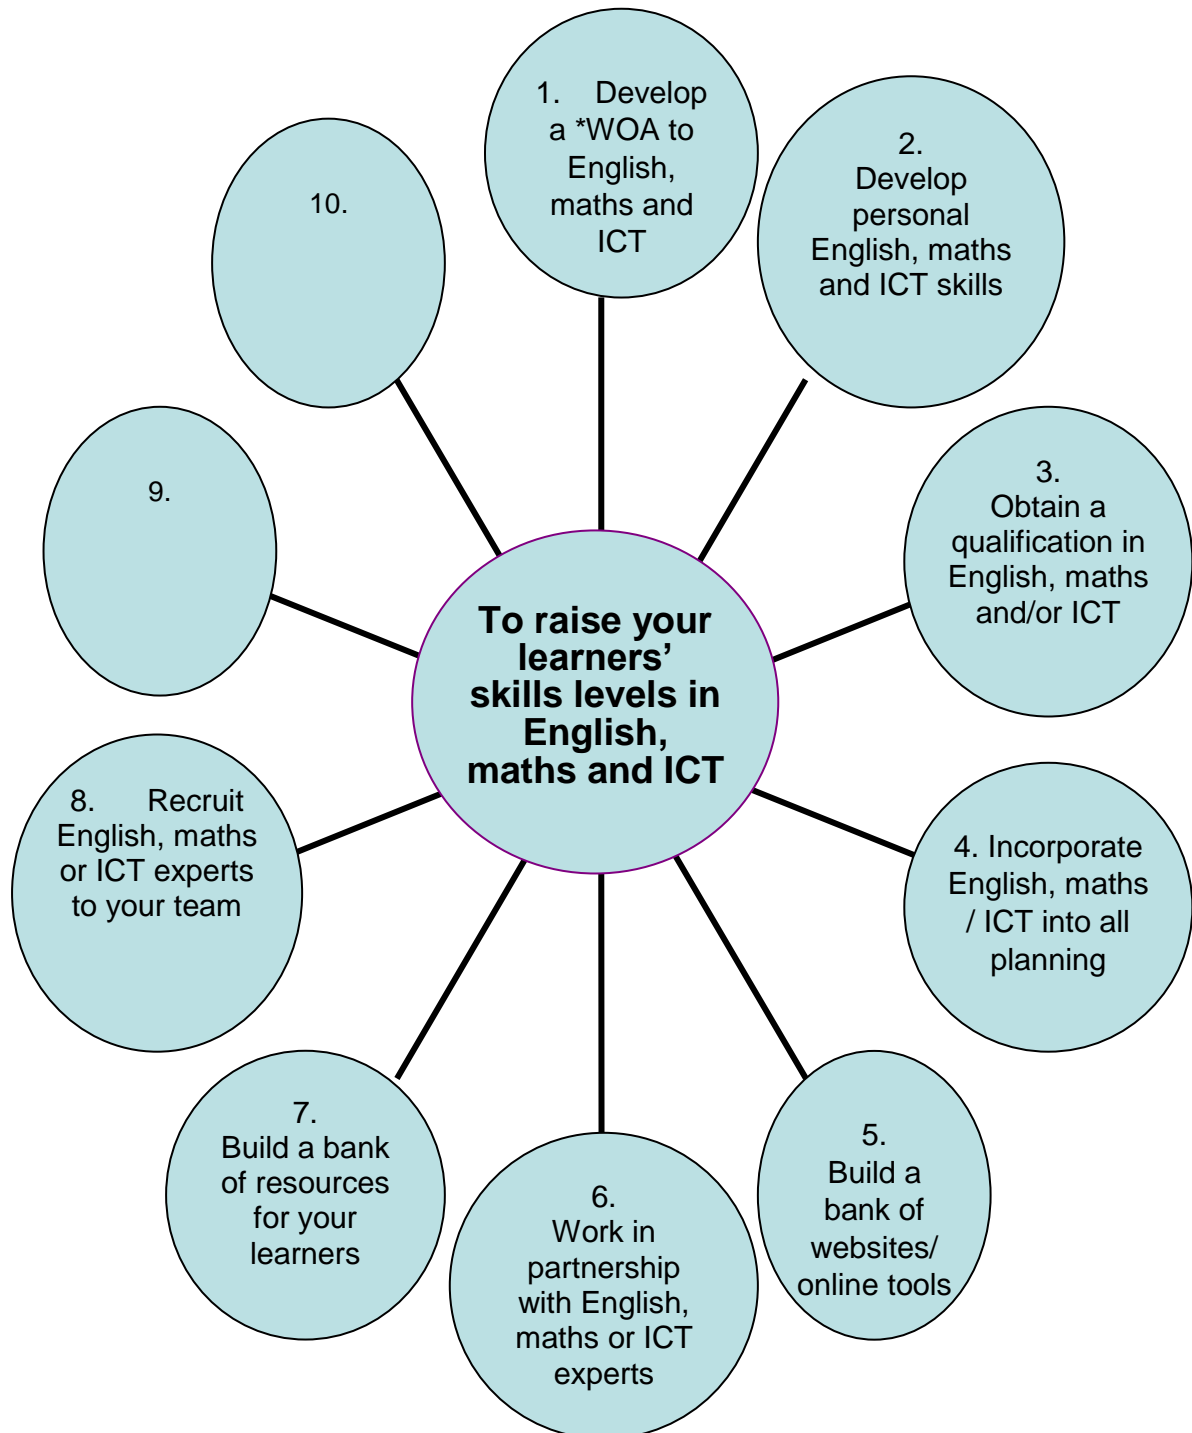 1. Develop
a *WOA to
English,
maths and
ICT
2.
Develop
personal
English, maths
and ICT skills
3.
Obtain a
qualification in
English, maths
and/or ICT
4. Incorporate
English, maths
/ ICT into all
planning
5.
Build a
bank of
websites/
online tools
6.
Work in
partnership
with English,
maths or ICT
experts
7.
Build a bank
of resources
for your
learners
8. Recruit
English, maths
or ICT experts
to your team
9.
10.
To raise your
learners’
skills levels in
English,
maths and ICT